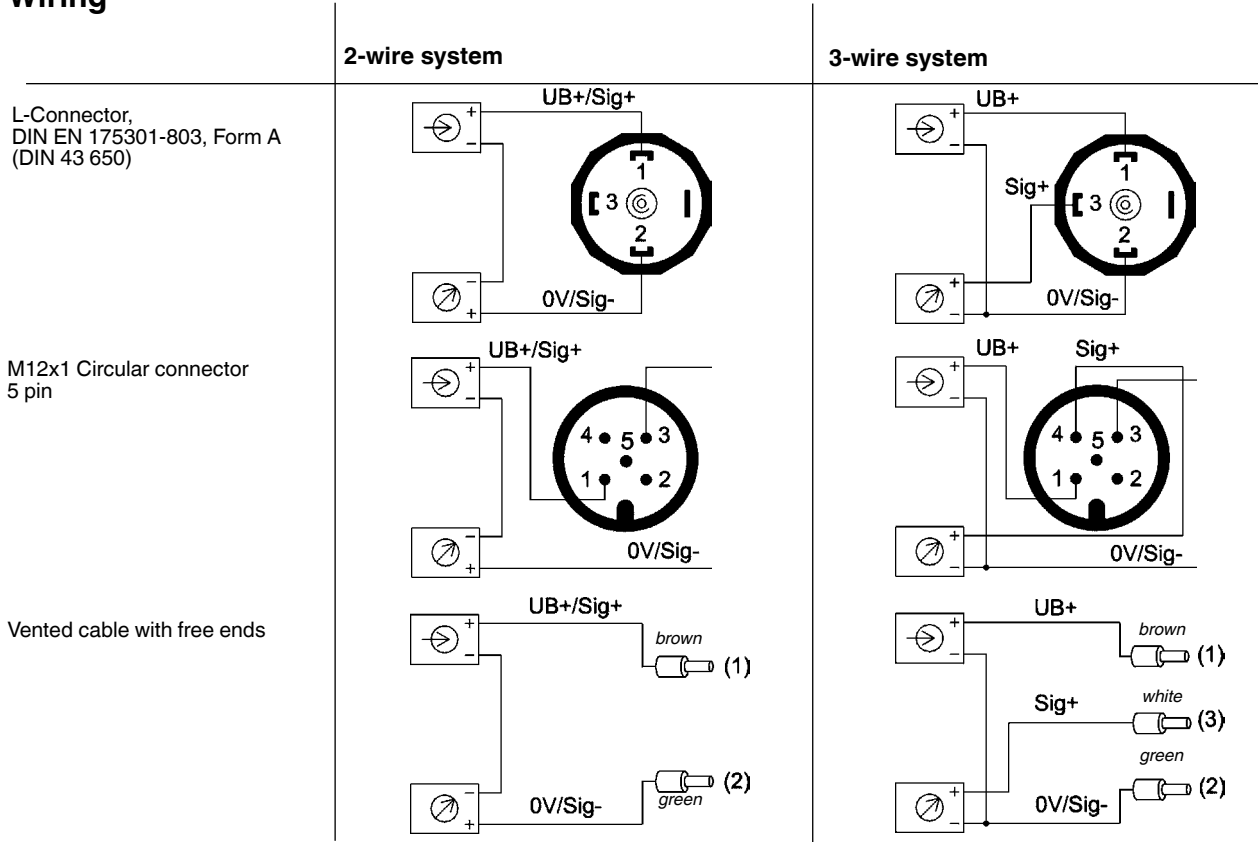 Wiring
2-wire system
3-wire system
L-Connector,
DIN EN 175301-803, Form A
(DIN 43 650)
UB+/Sig+
+
−
1
3
2
−
+
0V/Sig-
UB+
+
−
Sig+
1
3
2
+
−
0V/Sig-
M12x1 Circular connector
5 pin
UB+/Sig+
+
−
4 5 3
1 2
−
+
0V/Sig-
UB+ Sig+
+
−
4 5 3
1 2
+
−
0V/Sig-
Vented cable with free ends
UB+/Sig+
+
−
brown
(1)
−
+
0V/Sig-
(2)
green
UB+
+
−
brown
(1)
Sig+
white
(3)
green
+
−
0V/Sig-
(2)